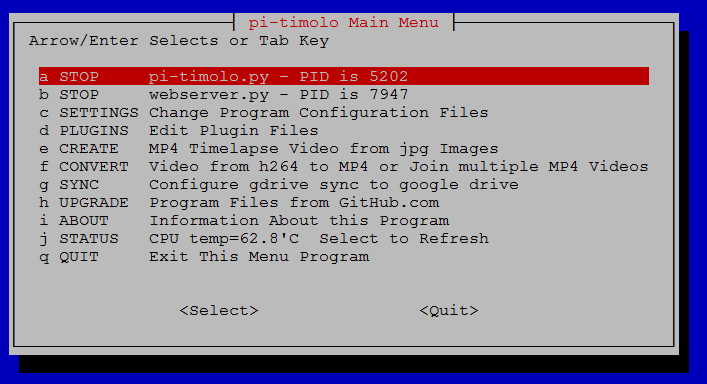 pi-timolo Main Menu
Arrow/Enter Selects or Tab Key
a STOP pi-timolo.py - PID is 5202
b STOP webserver.py - PID is 7947
c SETTINGS Change Program Configuration Files
d PLUGINS Edit Plugin Files
e CREATE MP4 Timelapse Video from jpg Images
f CONVERT Video from h264 to MP4 or Join multiple MP4 Videos
g SYNC Configure gdrive sync to google drive
h UPGRADE Program Files from GitHub.com
i ABOUT Information About this Program
j STATUS CPU temp=62.8'C Select to Refresh
q QUIT Exit This Menu Program
<Select> <Quit>